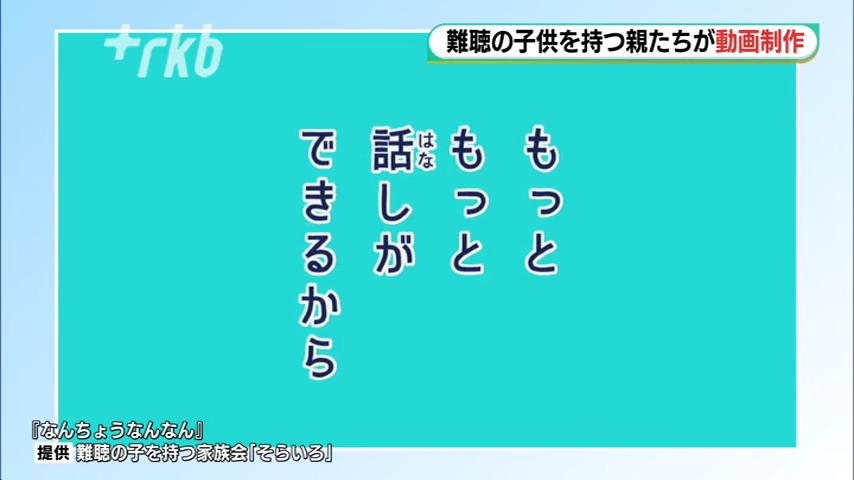 +rkb
難聴の子供を持つ親たちが動画制作
もっと
もっと
話しが
はな
できるから
『なんちょうなんなん』
提供 難聴の子を持つ家族会「そらいろ」